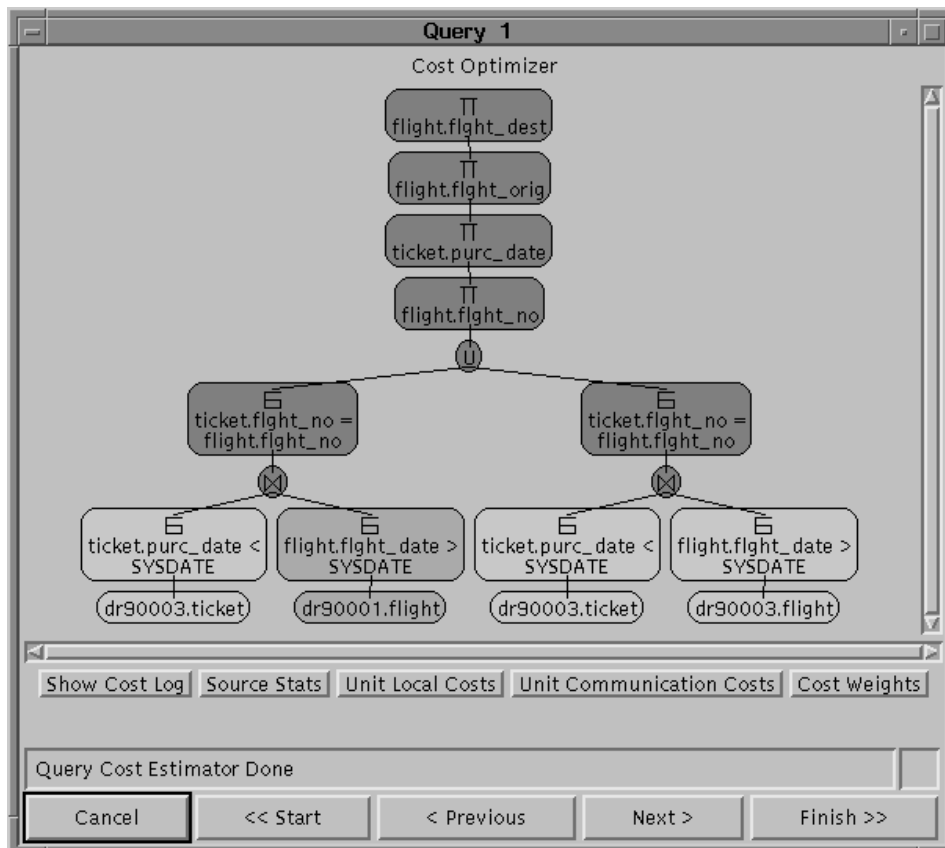 Query 1
Cost Optimizer
π
flight.flght_dest
π
flight.flght_orig
π
ticket.purc_date
π
flight.flght_no
U
б б
ticket.flght_no = ticket.flght_no =
flight.flght_no flight.flght_no
⋈ ⋈
б б б б
ticket.purc_date < flight.flght_date > ticket.purc_date < flight.flght_date >
SYSDATE SYSDATE SYSDATE SYSDATE
dr90003.ticket dr90001.flight dr90003.ticket dr90003.flight
Show Cost Log Source Stats Unit Local Costs Unit Communication Costs Cost Weights
Query Cost Estimator Done
Cancel << Start < Previous Next > Finish >>